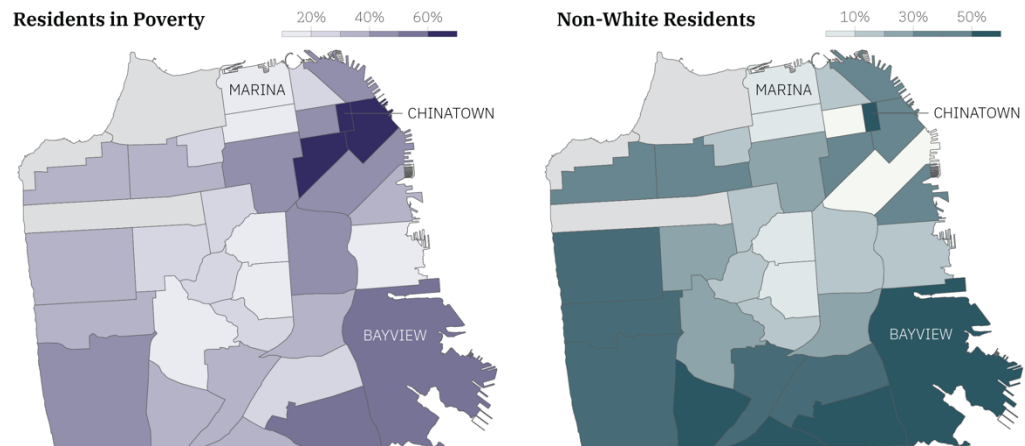 Residents in Poverty
20% 40% 60%
MARINA
CHINATOWN
BAYVIEW
Non-White Residents
10% 30% 50%
MARINA
CHINATOWN
BAYVIEW